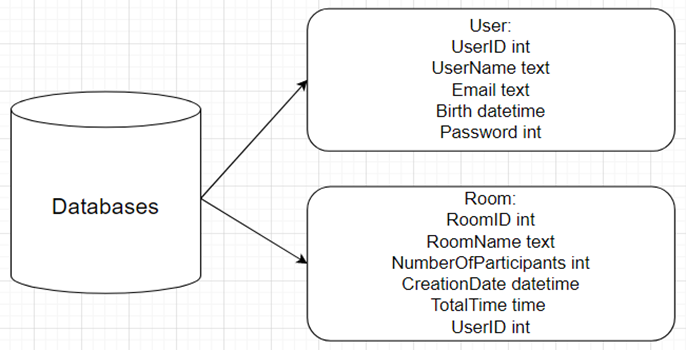 Databases
User:
UserID int
UserName text
Email text
Birth datetime
Password int
Room:
RoomID int
RoomName text
NumberOfParticipants int
CreationDate datetime
TotalTime time
UserID int